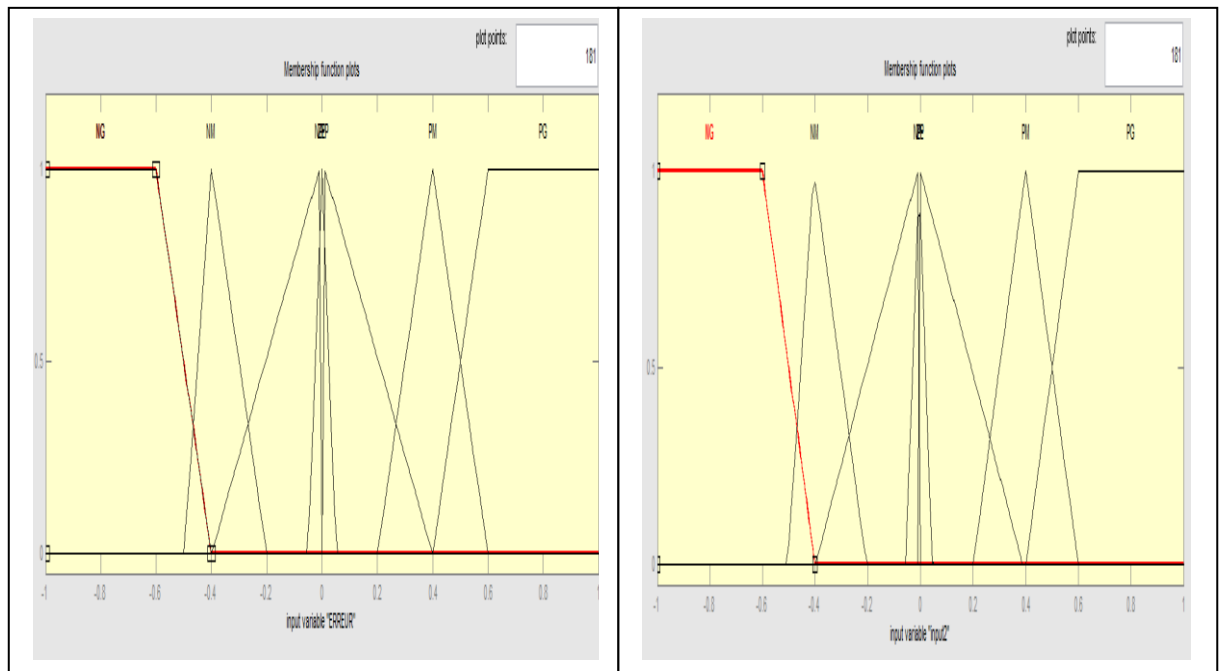 plot points:
181
Membership function plots
NG
NM
PM
PG
1
0.5
0
-1
-0.8
-0.6
-0.4
-0.2
0
0.2
0.4
0.6
0.8
1
input variable "ERREUR"
plot points:
181
Membership function plots
NG
NM
PM
PG
1
0.5
0
-1
-0.8
-0.6
-0.4
-0.2
0
0.2
0.4
0.6
0.8
1
input variable "input2"